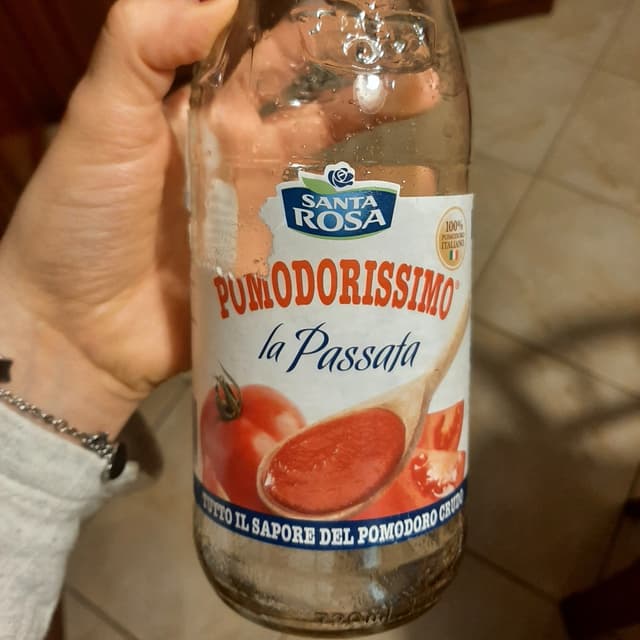 SANTA
ROSA
100%
POMODORO
ITALIANO
POMODORISSIMO®
la Passata
TUTTO IL SAPORE DEL POMODORO CRUDO